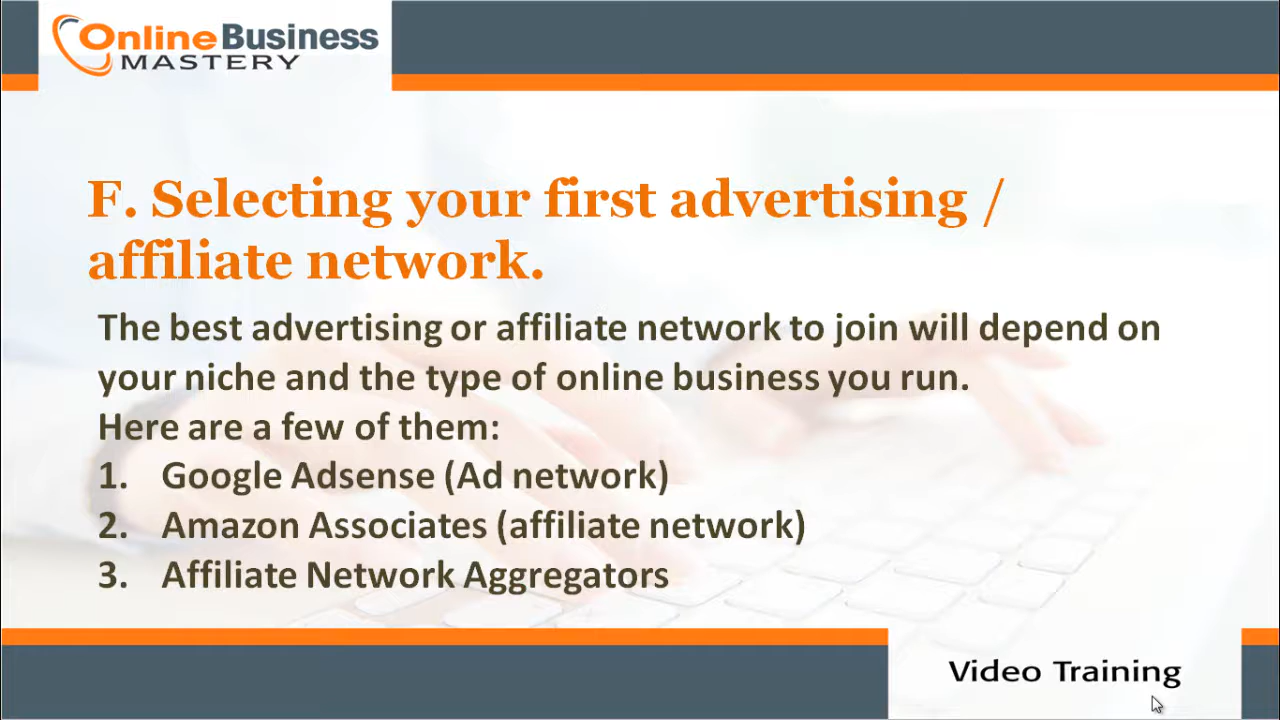 Online Business
MASTERY
F. Selecting your first advertising /
affiliate network.
The best advertising or affiliate network to join will depend on
your niche and the type of online business you run.
Here are a few of them:
1. Google Adsense (Ad network)
2. Amazon Associates (affiliate network)
3. Affiliate Network Aggregators
Video Training